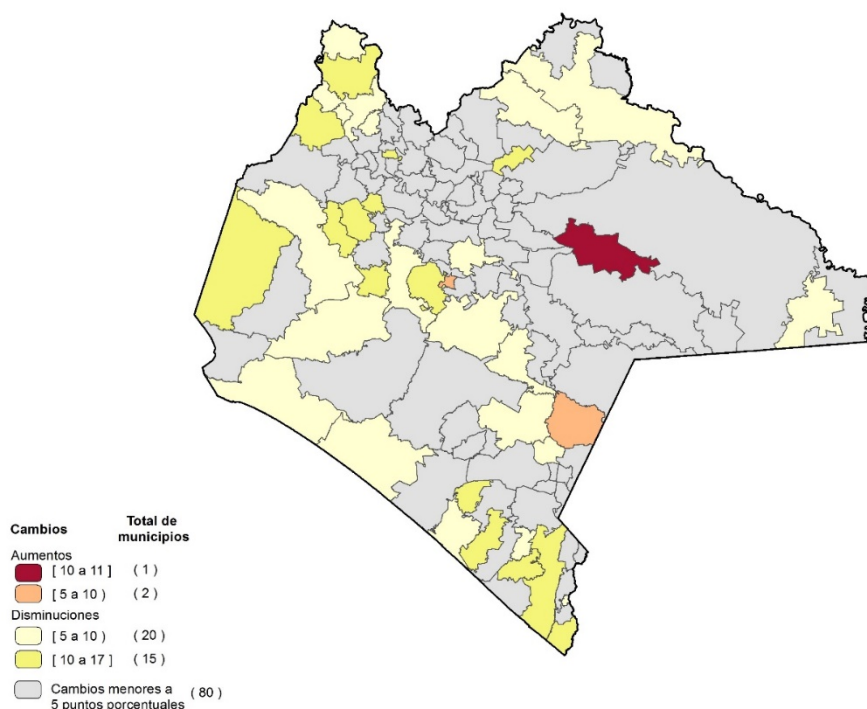 Cambios Total de municipios
Aumentos
[ 10 a 11 ] ( 1 )
[ 5 a 10 ) ( 2 )
Disminuciones
[ 5 a 10 ) ( 20 )
[ 10 a 17 ] ( 15 )
Cambios menores a ( 80 )
5 puntos porcentuales